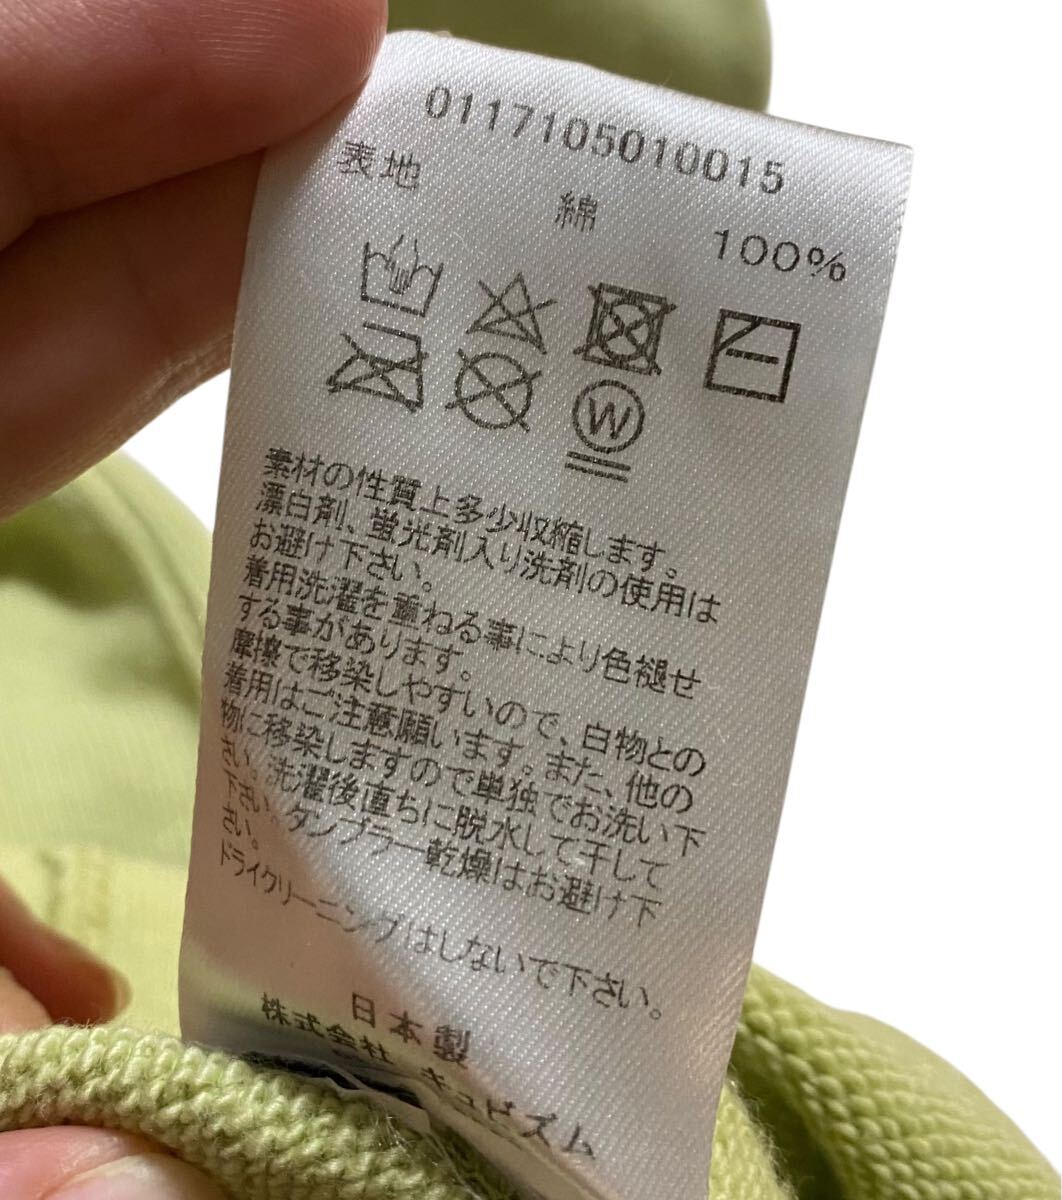 0117105010015
表地 綿 100%
W
素材の性質上多少収縮します。
漂白剤、蛍光剤入り洗剤の使用は
お避け下さい。
着用洗濯を重ねる事により色褪せ
する事があります。
摩擦で移染しやすいので、白物との
着用はご注意願います。また、他の
物に移染しますので単独でお洗い下
さい。洗濯後直ちに脱水して干して
下さい。タンブラー乾燥はお避け下
さい。
ドライクリーニングはしないで下さい。
日本製
株式会社 キュビズム